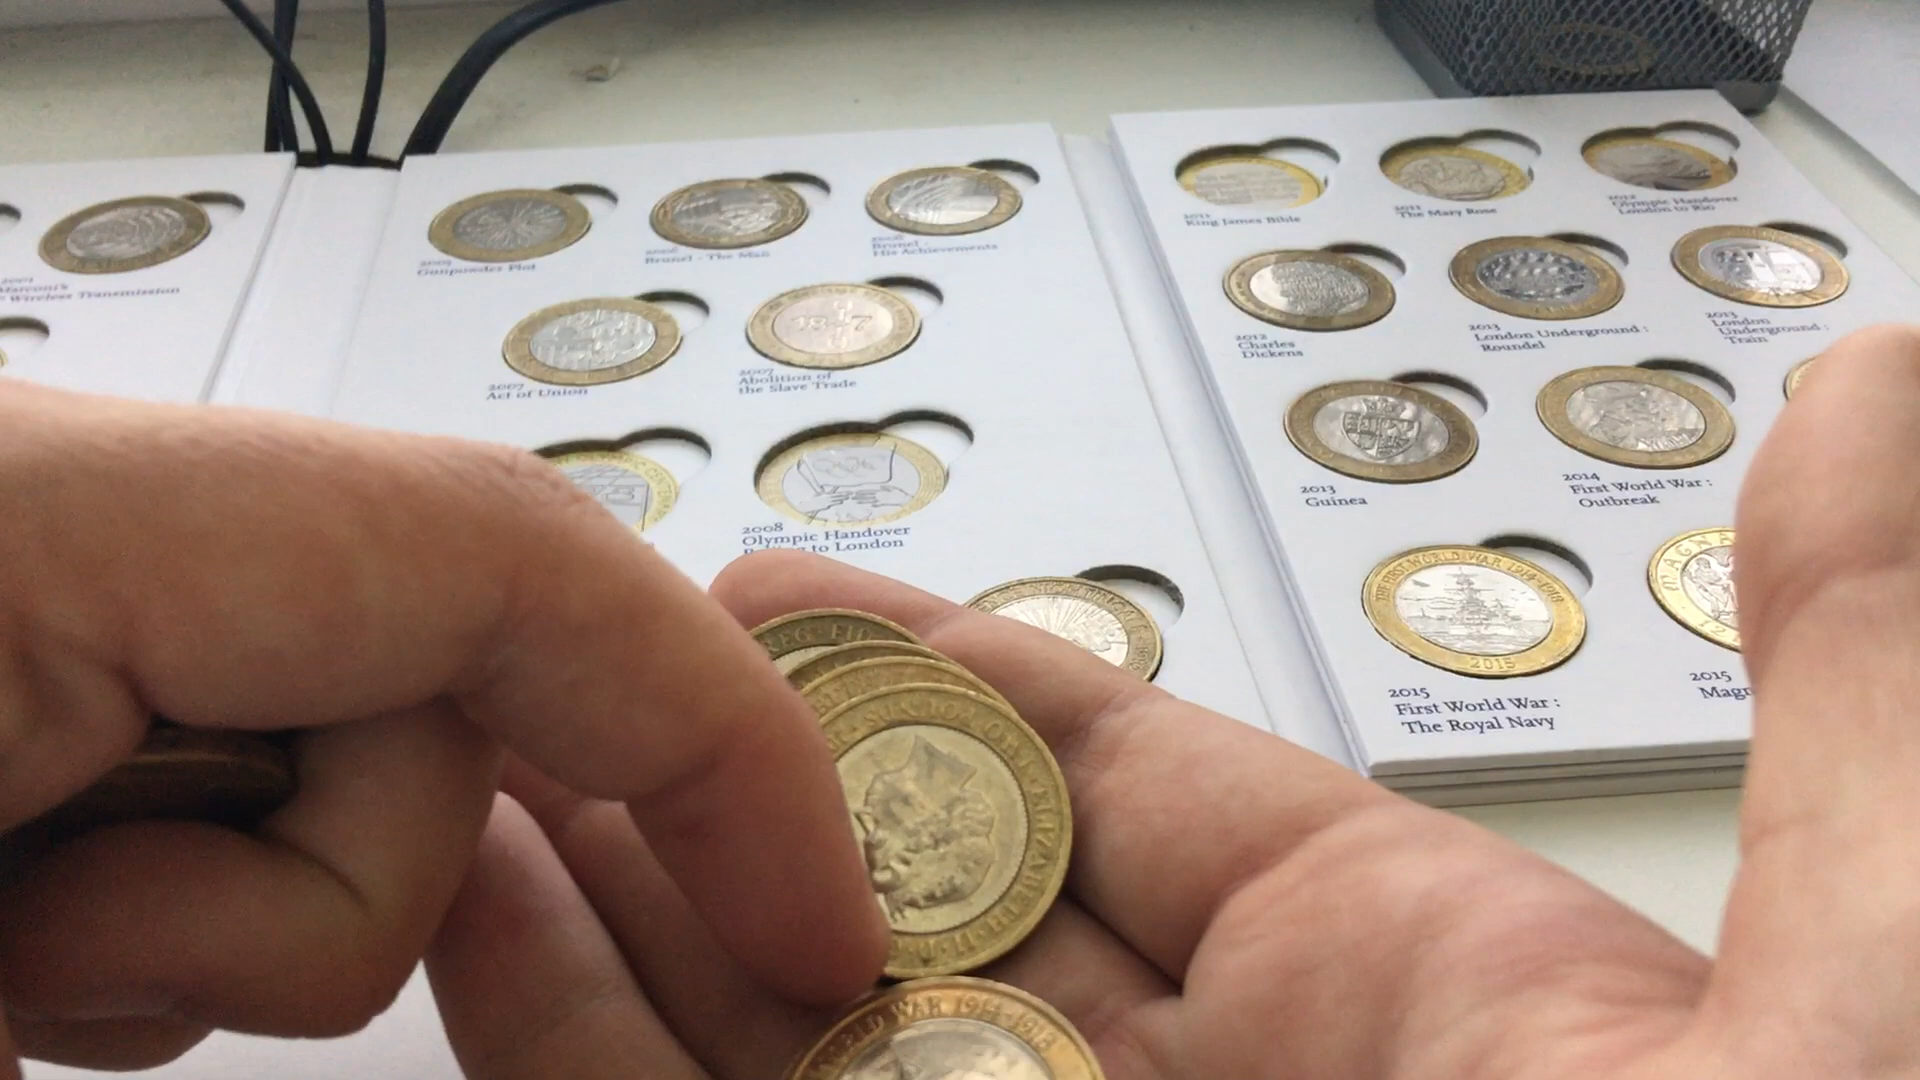 2001
Marconi's
Wireless Transmission
2005
Gunpowder Plot
2006
Brunel - The Man
2006
Brunel -
His Achievements
2007
Act of Union
2007
Abolition of
the Slave Trade
1807
2008
Olympic Handover
to London
2011
King James Bible
2011
The Mary Rose
2012
Olympic Handover
London to Rio
2012
Charles
Dickens
2013
London Underground :
Roundel
2013
London
Underground :
Train
2013
Guinea
2014
First World War :
Outbreak
THE FIRST WORLD WAR 1914-1918
2015
2015
First World War :
The Royal Navy
MAGNA
2015
ELIZABETH II
WAR 1914-1918